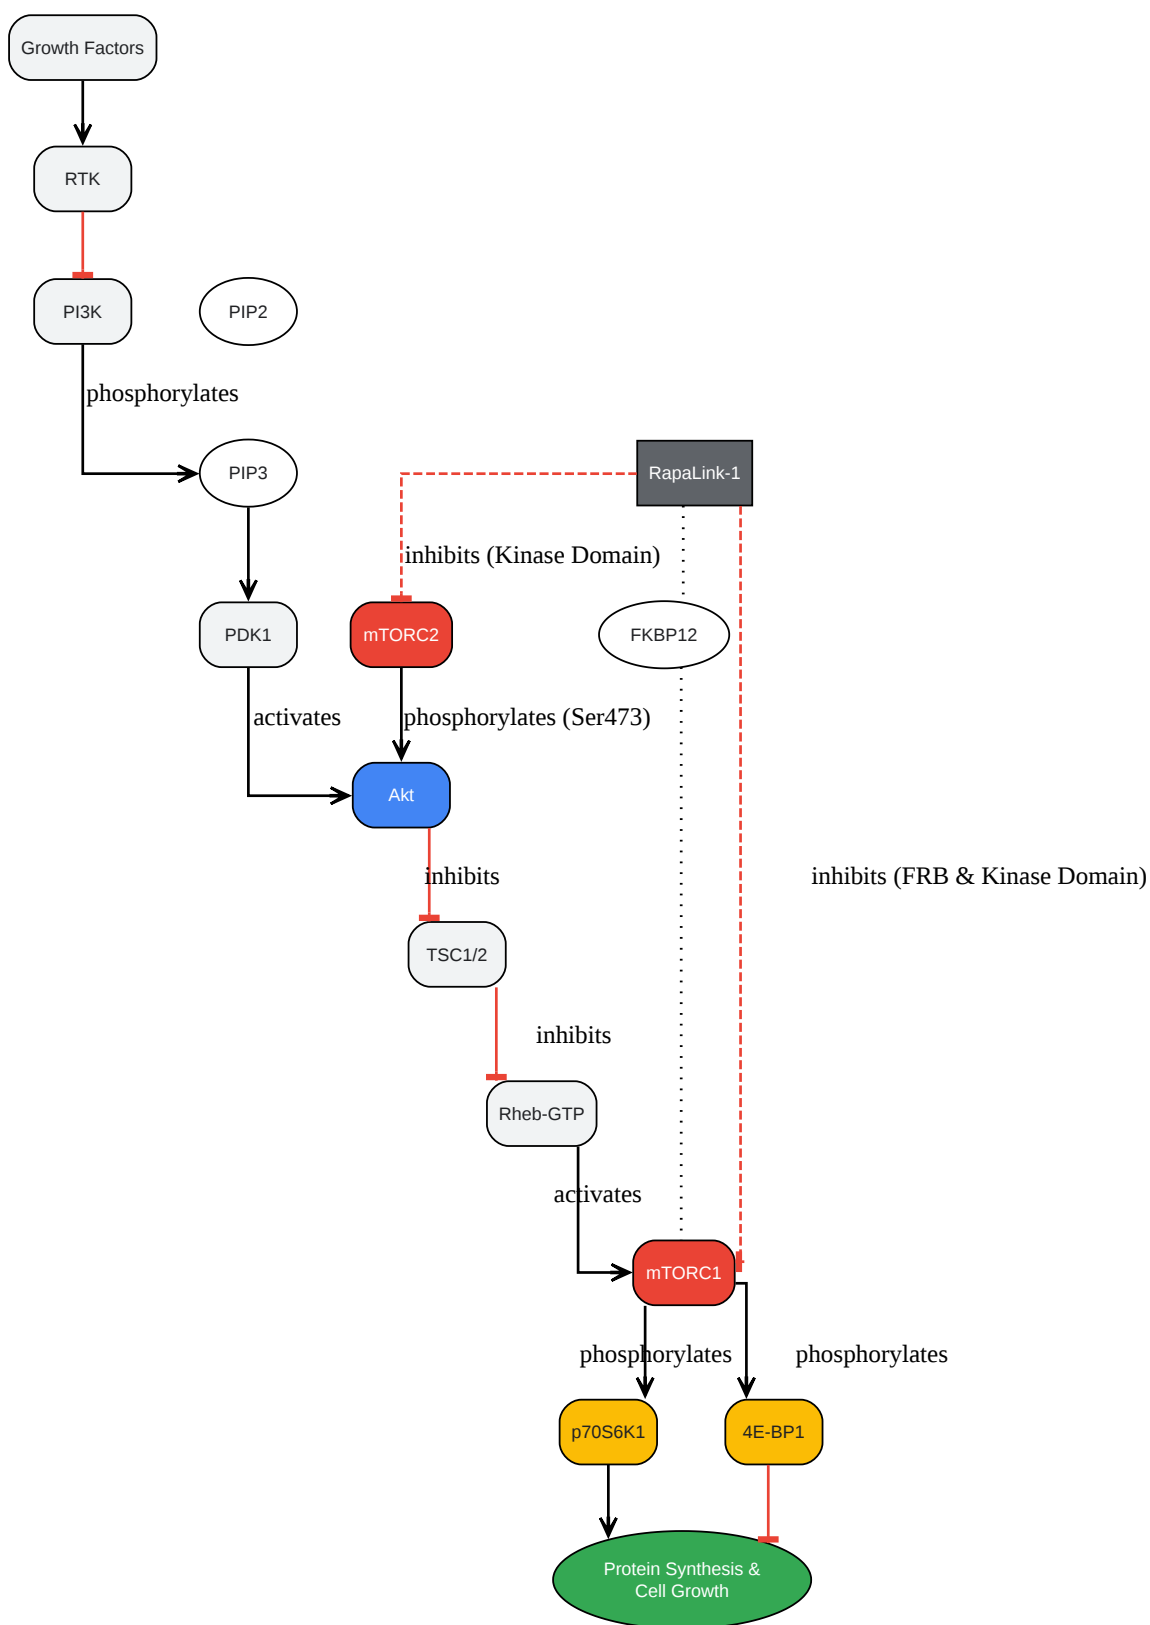 Growth Factors
RTK
PI3K
PIP2
phosphorylates
PIP3
RapaLink-1
inhibits (Kinase Domain)
PDK1
mTORC2
FKBP12
activates
phosphorylates (Ser473)
Akt
inhibits
inhibits (FRB & Kinase Domain)
TSC1/2
inhibits
Rheb-GTP
activates
mTORC1
phosphorylates
phosphorylates
p70S6K1
4E-BP1
Protein Synthesis &
Cell Growth